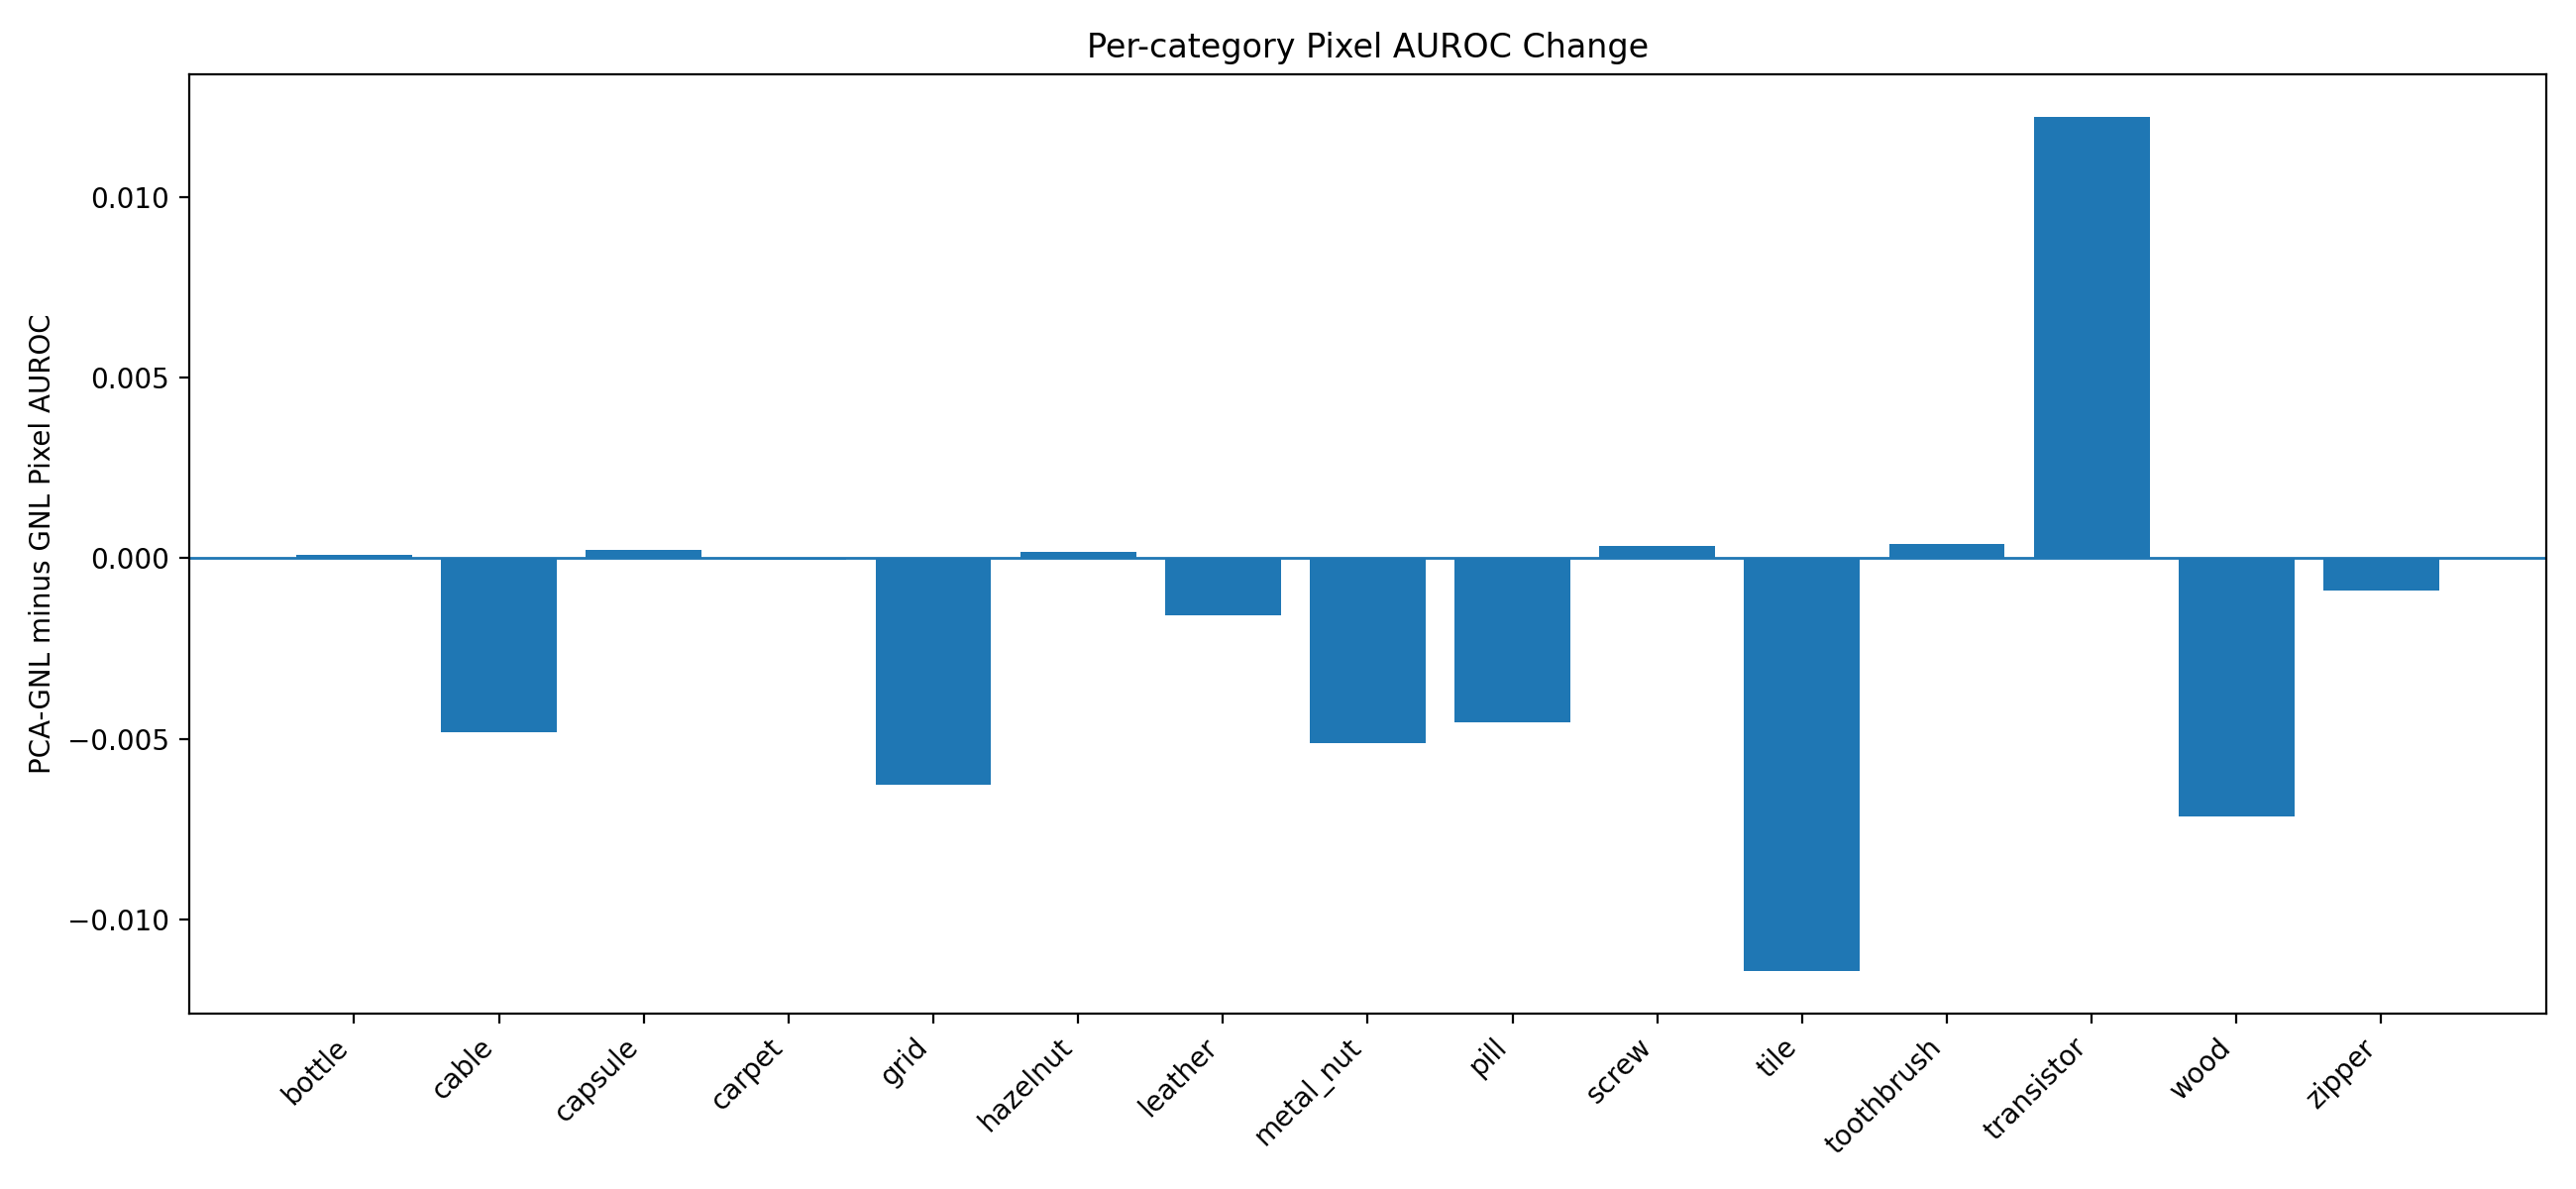 Per-category Pixel AUROC Change
PCA-GNL minus GNL Pixel AUROC
0.010
0.005
0.000
−0.005
−0.010
bottle
cable
capsule
carpet
grid
hazelnut
leather
metal_nut
pill
screw
tile
toothbrush
transistor
wood
zipper